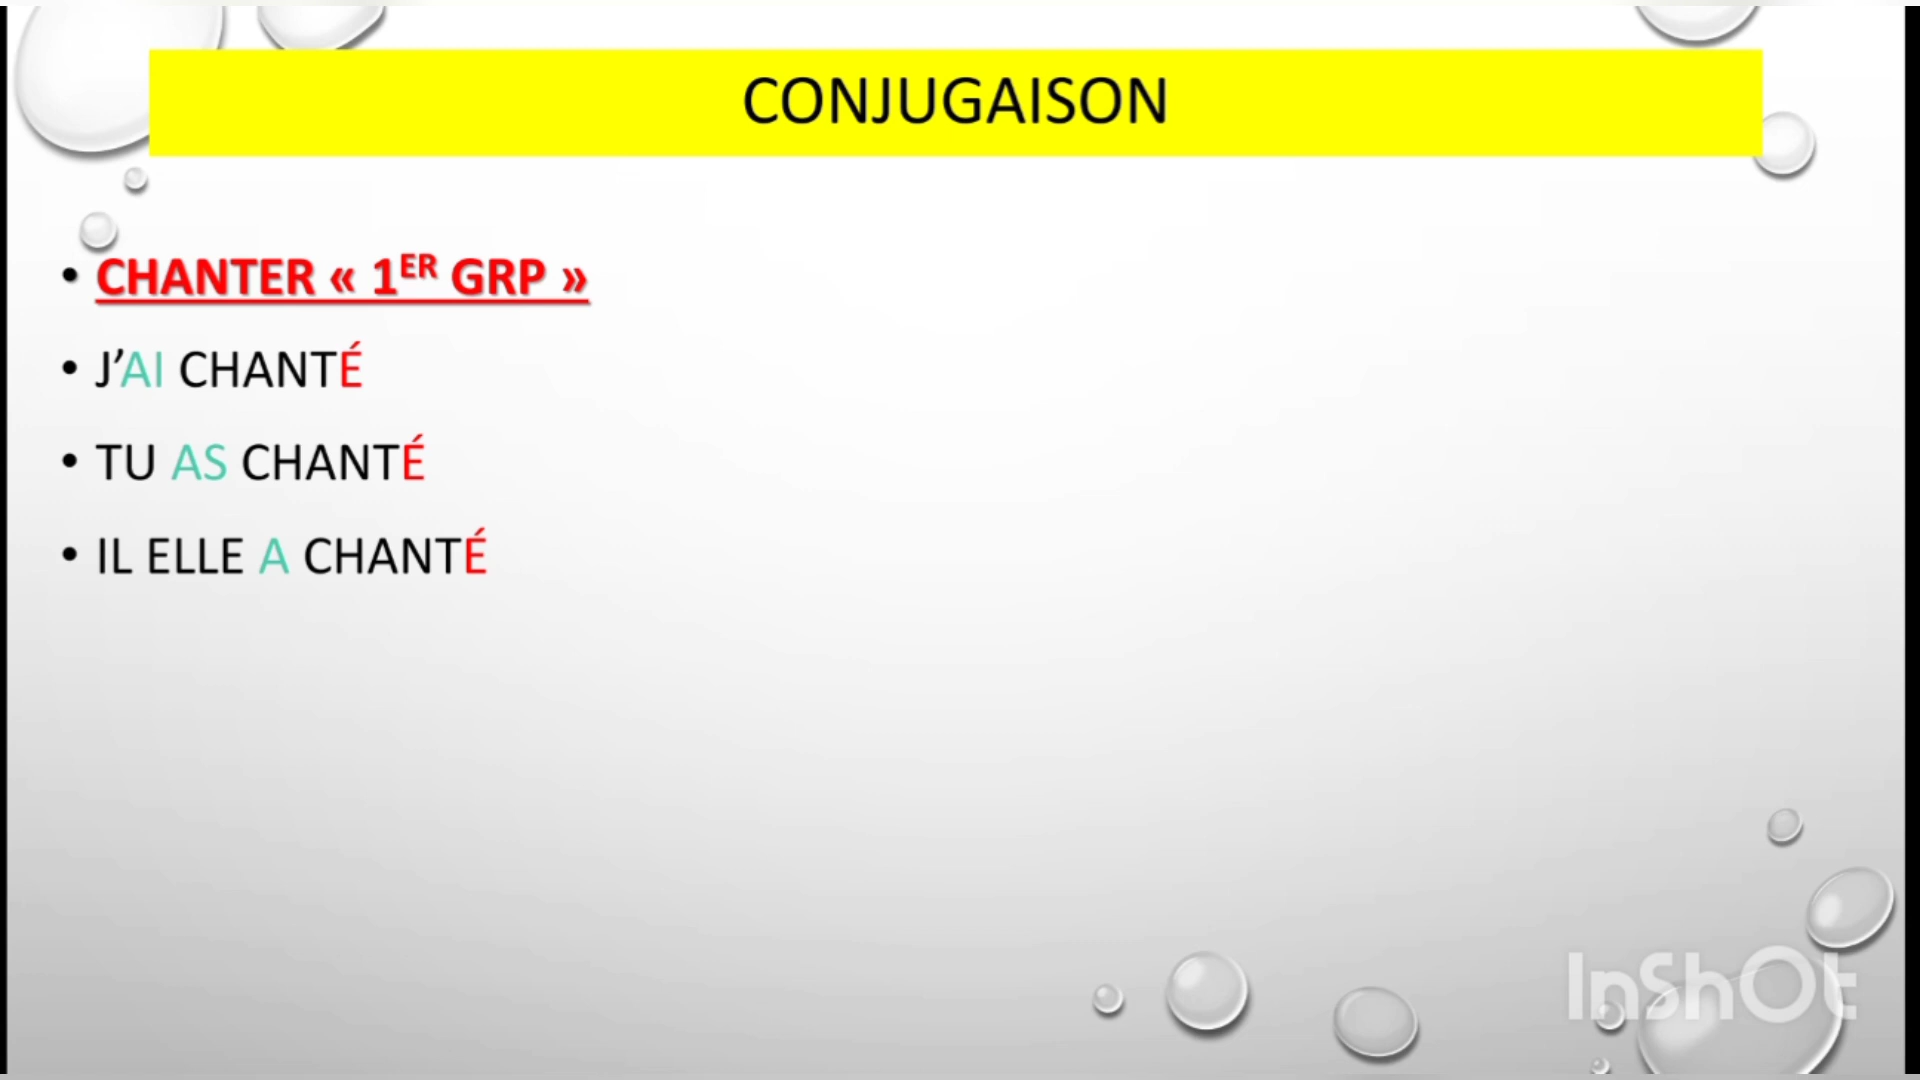 CONJUGAISON
• CHANTER « 1ER GRP »
• J’AI CHANTÉ
• TU AS CHANTÉ
• IL ELLE A CHANTÉ
InShOt